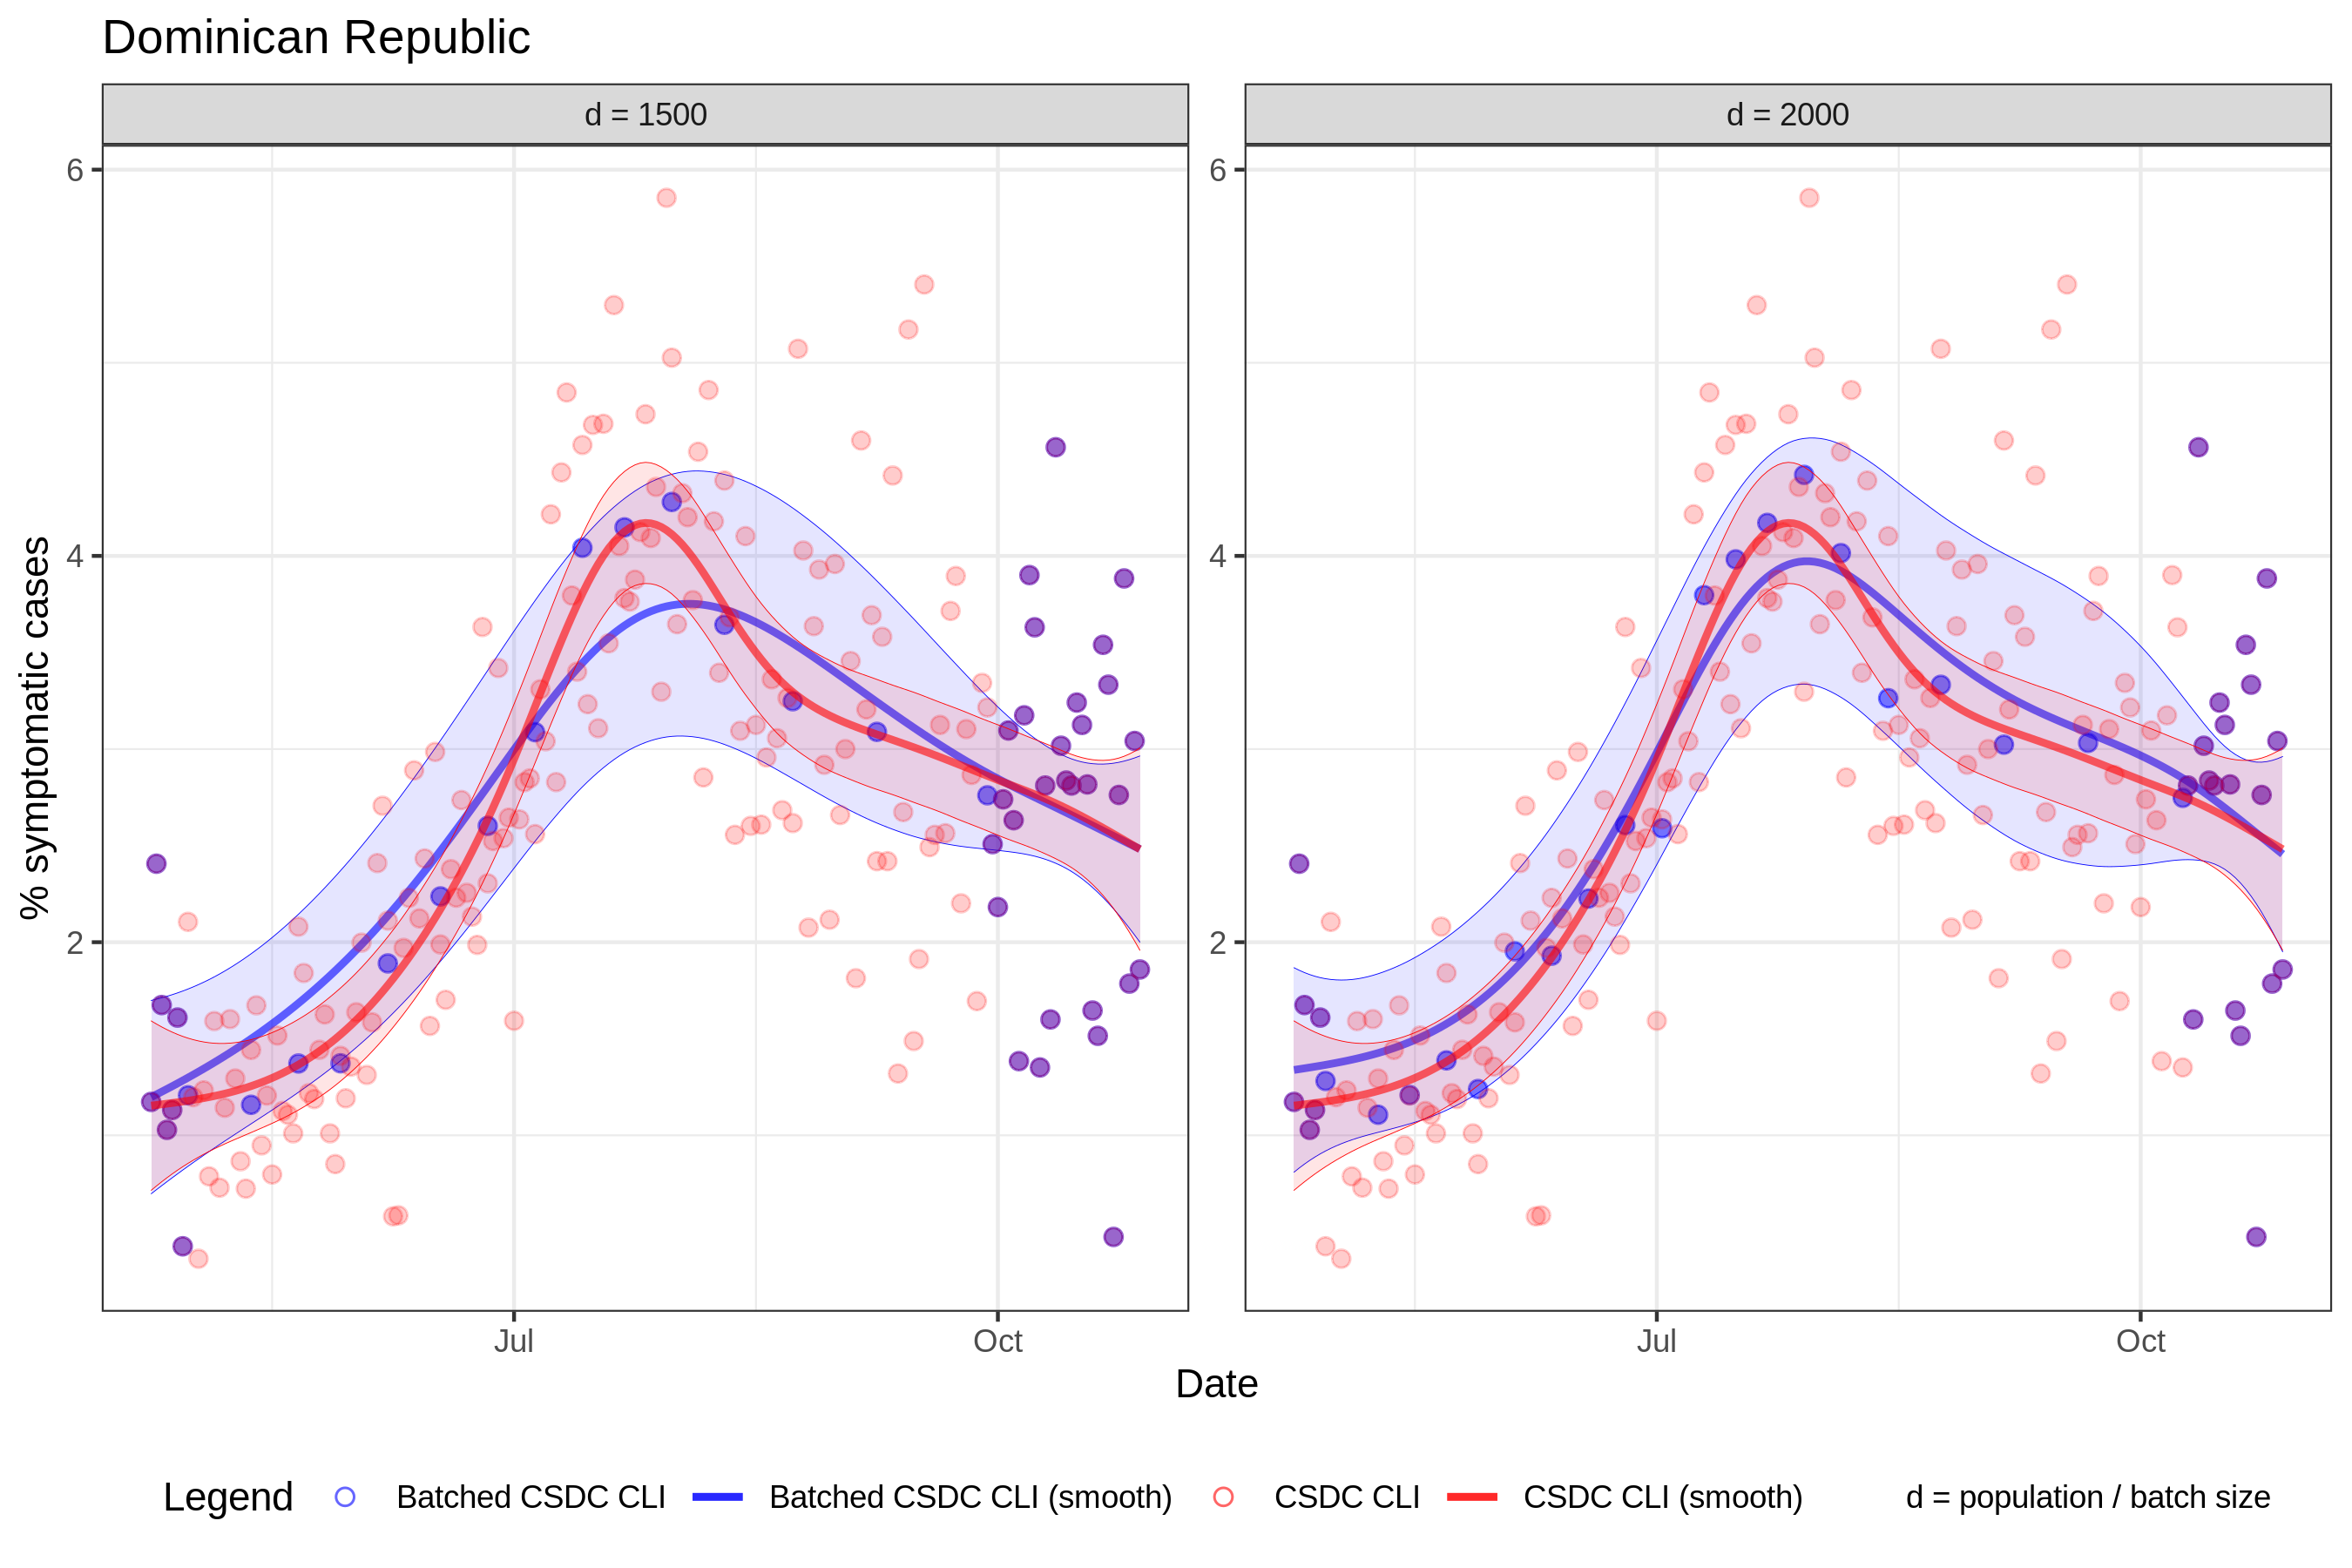 Dominican Republic
d = 1500
d = 2000
6
4
2
6
4
2
% symptomatic cases
Jul
Oct
Jul
Oct
Date
Legend
Batched CSDC CLI
Batched CSDC CLI (smooth)
CSDC CLI
CSDC CLI (smooth)
d = population / batch size